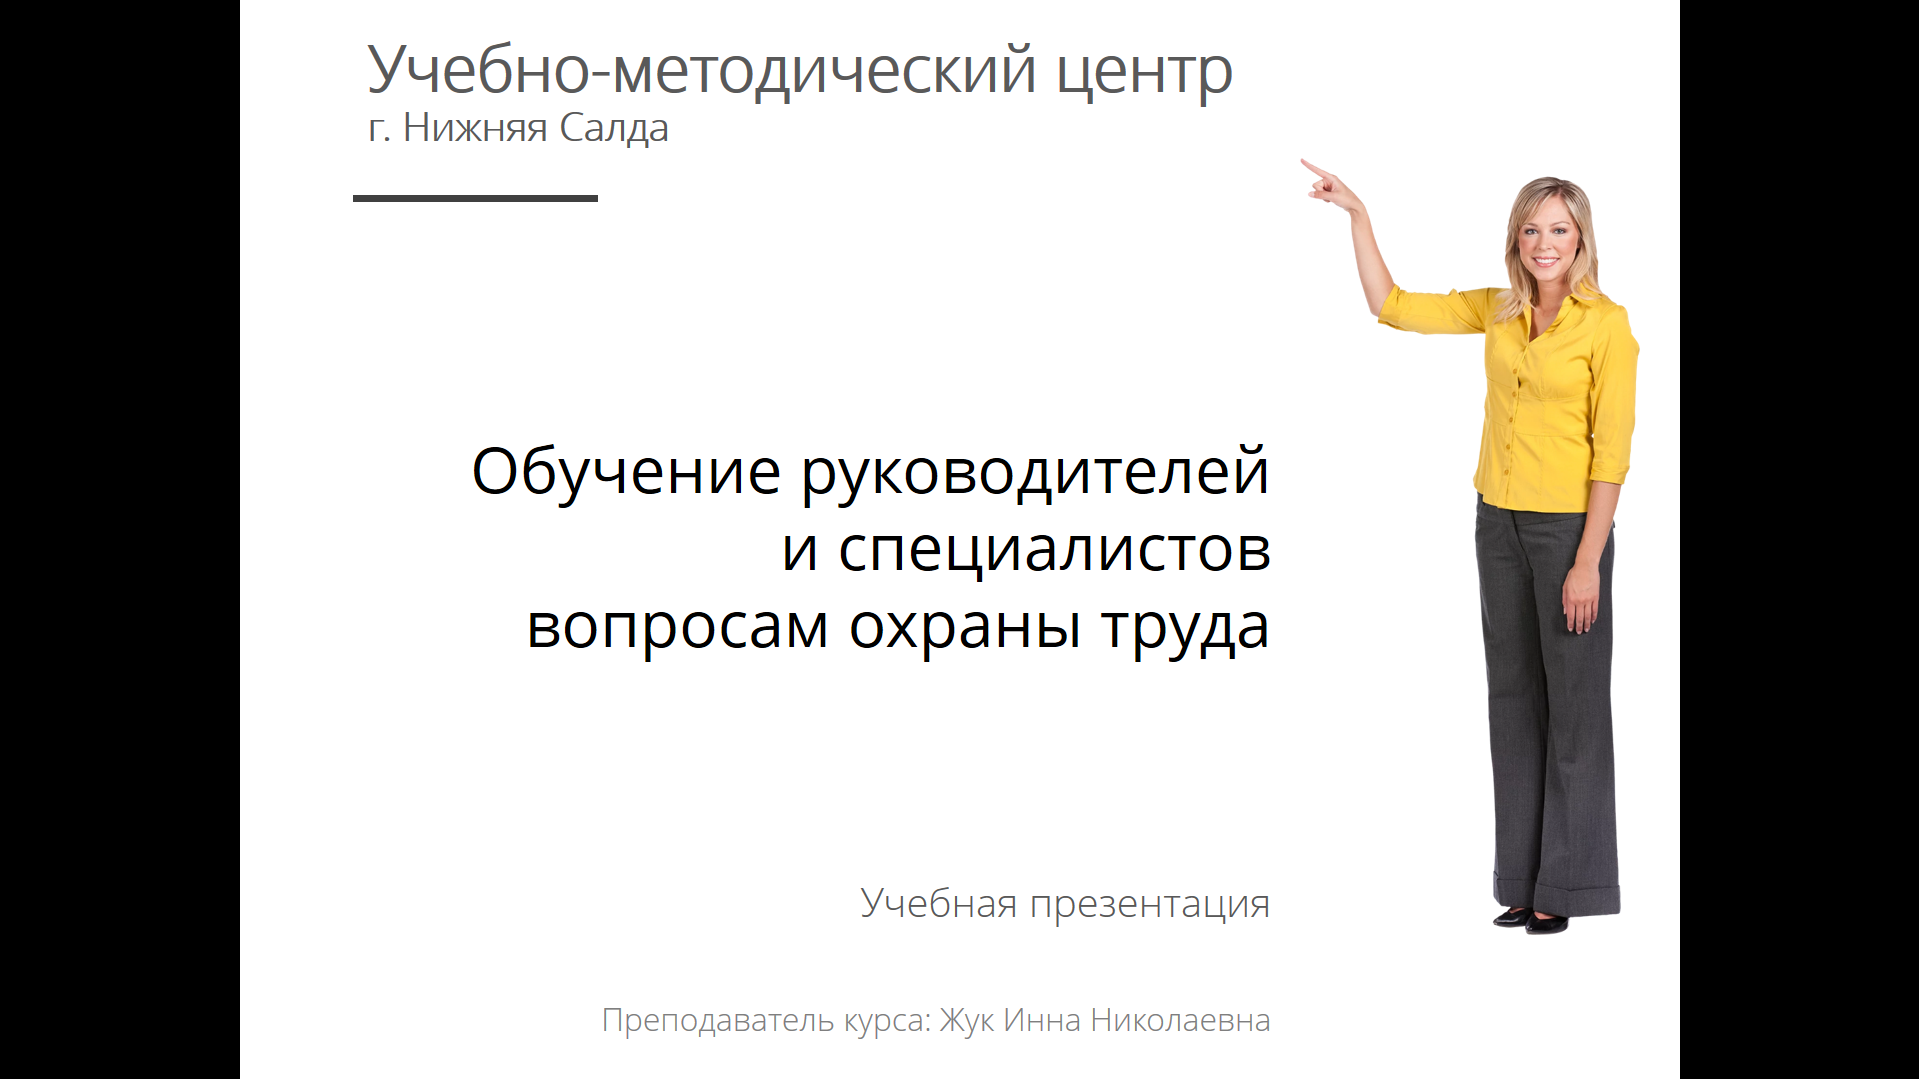 Учебно-методический центр
г. Нижняя Салда
Обучение руководителей
и специалистов
вопросам охраны труда
Учебная презентация
Преподаватель курса: Жук Инна Николаевна